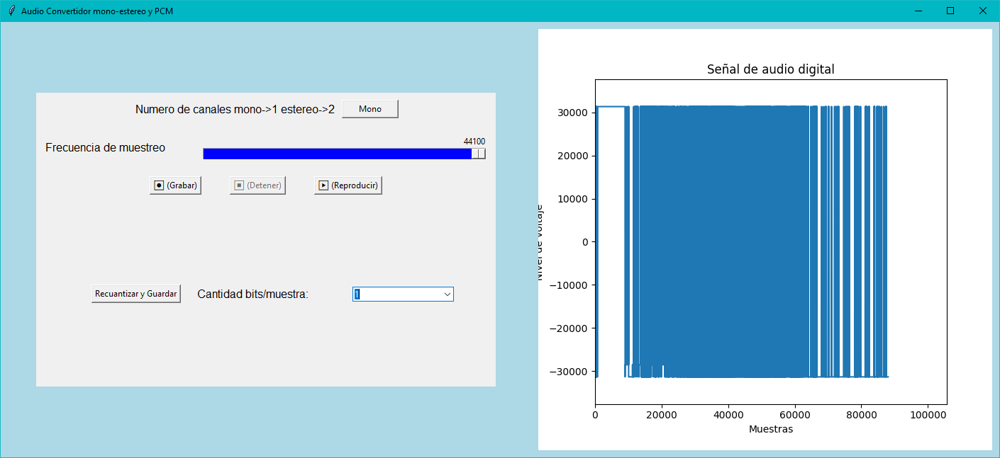 Audio Convertidor mono-estereo y PCM
Numero de canales mono->1 estereo->2 Mono
44100
Frecuencia de muestreo
(Grabar) (Detener) (Reproducir)
Recuantizar y Guardar Cantidad bits/muestra: 1
Señal de audio digital
Nivel de voltaje
30000
20000
10000
0
−10000
−20000
−30000
0 20000 40000 60000 80000 100000
Muestras